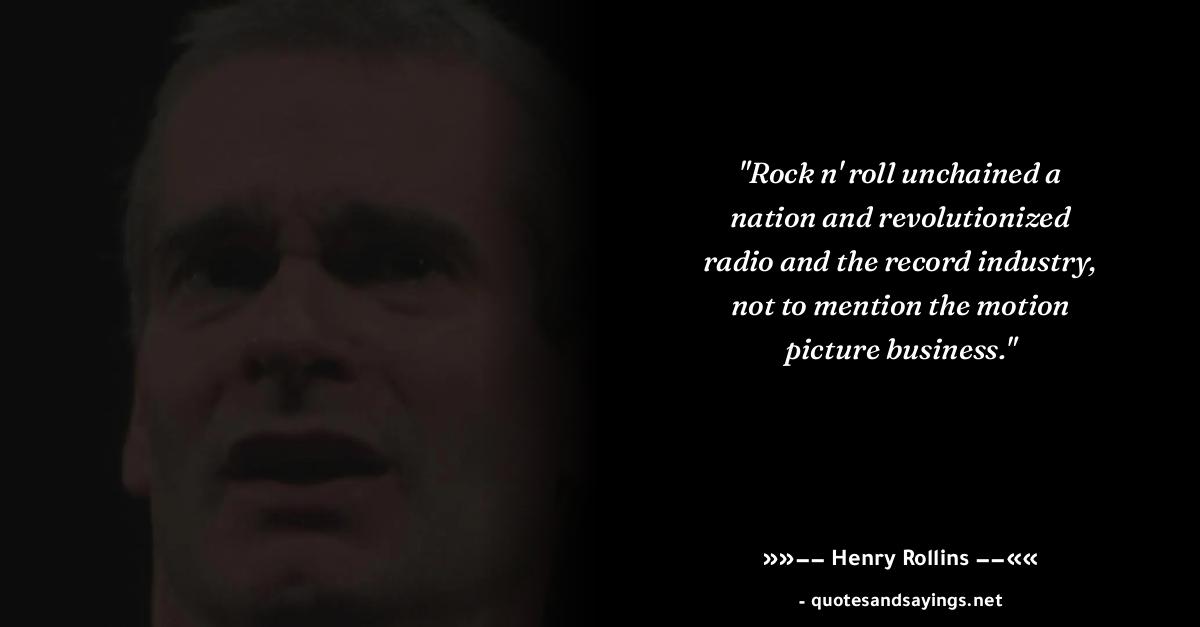 "Rock n' roll unchained a
nation and revolutionized
radio and the record industry,
not to mention the motion
picture business."
»»–– Henry Rollins ––««
- quotesandsayings.net